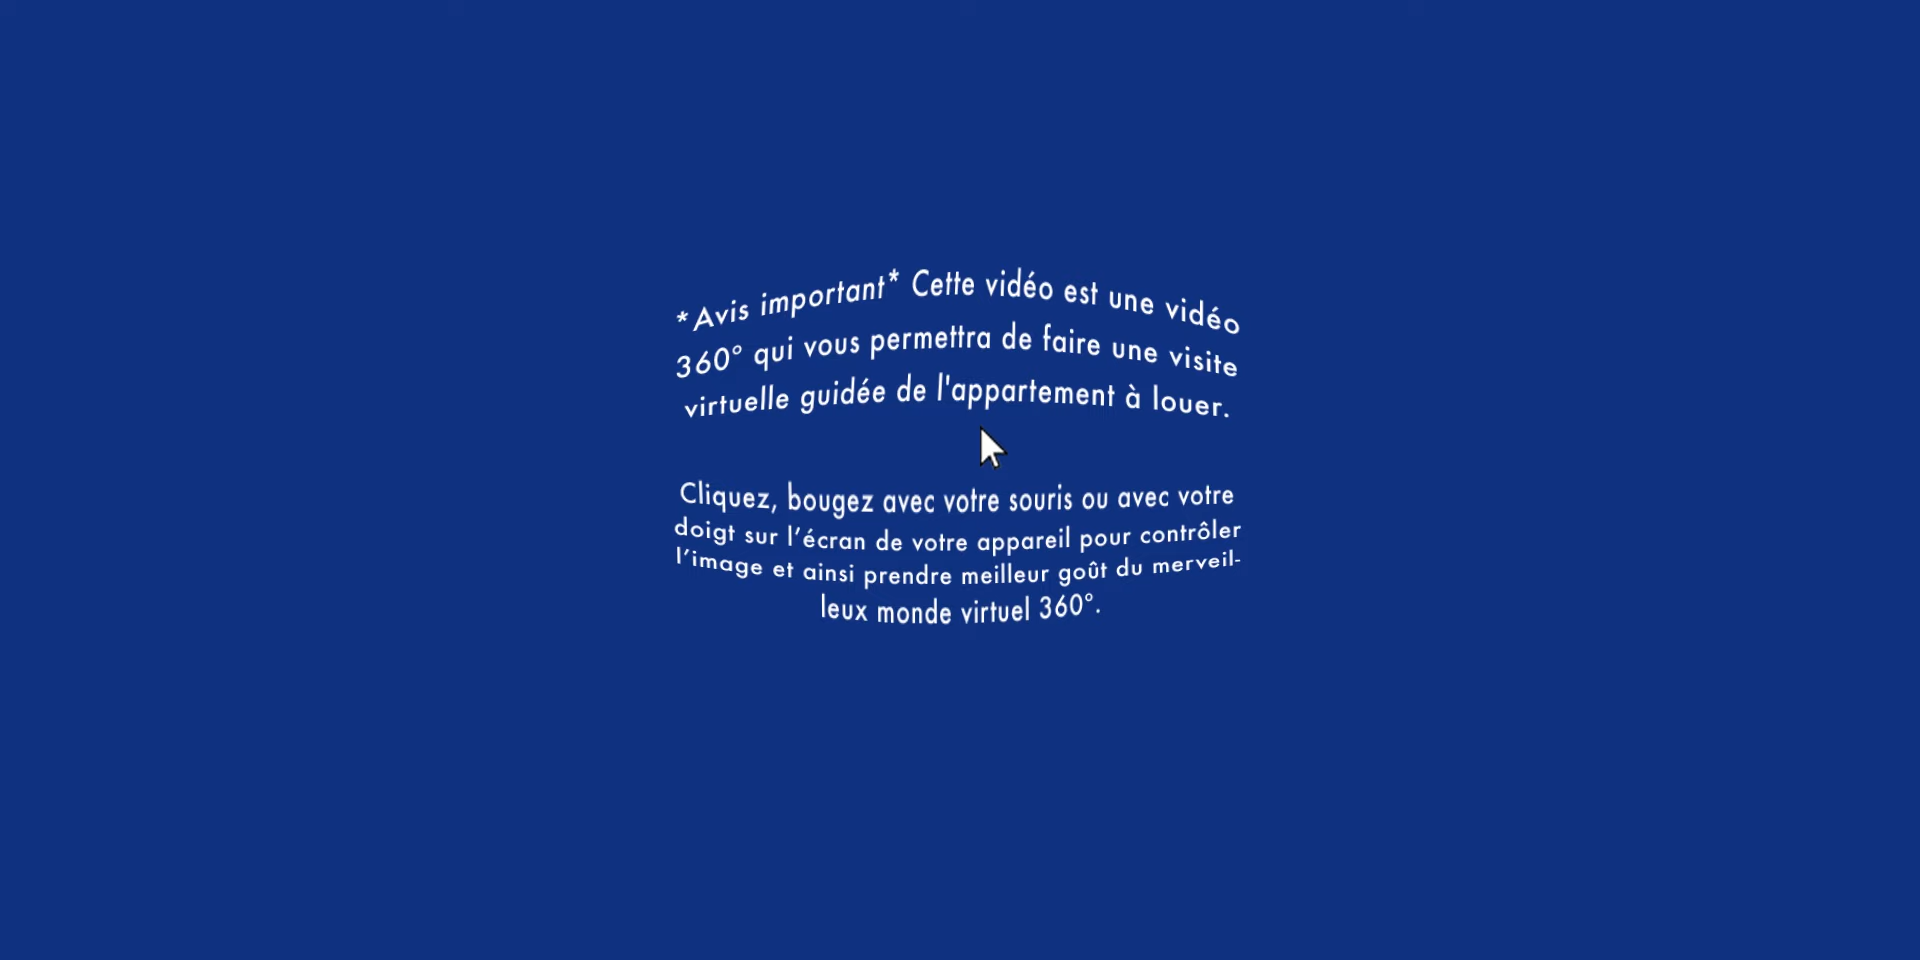 *Avis important* Cette vidéo est une vidéo
360° qui vous permettra de faire une visite
virtuelle guidée de l'appartement à louer.
Cliquez, bougez avec votre souris ou avec votre
doigt sur l’écran de votre appareil pour contrôler
l’image et ainsi prendre meilleur goût du merveil-
leux monde virtuel 360°.